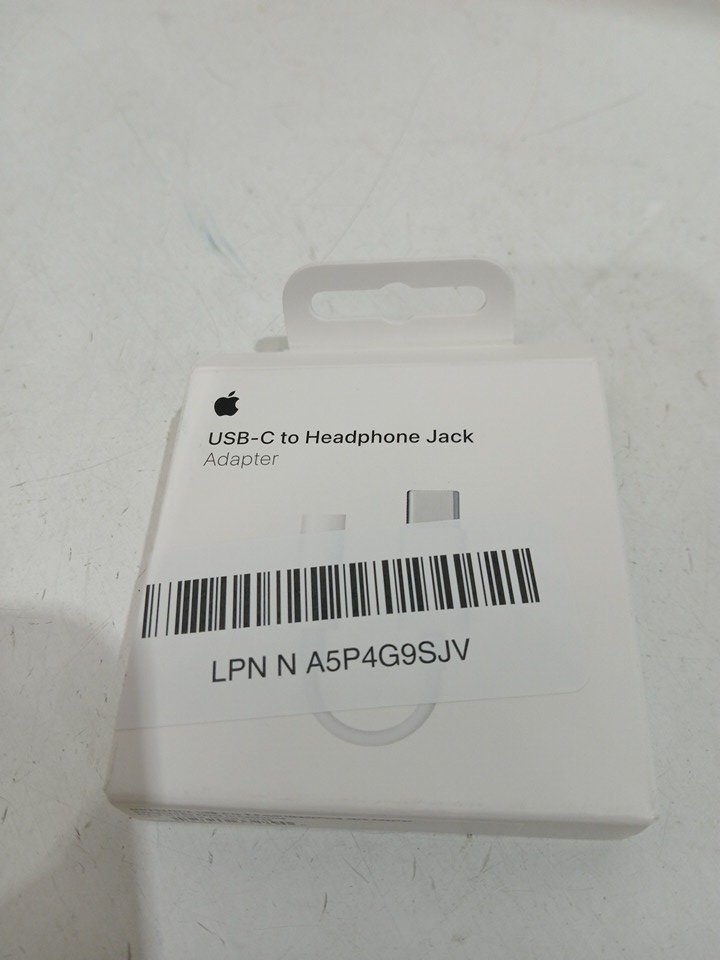 USB-C to Headphone Jack
Adapter
LPN N A5P4G9SJV